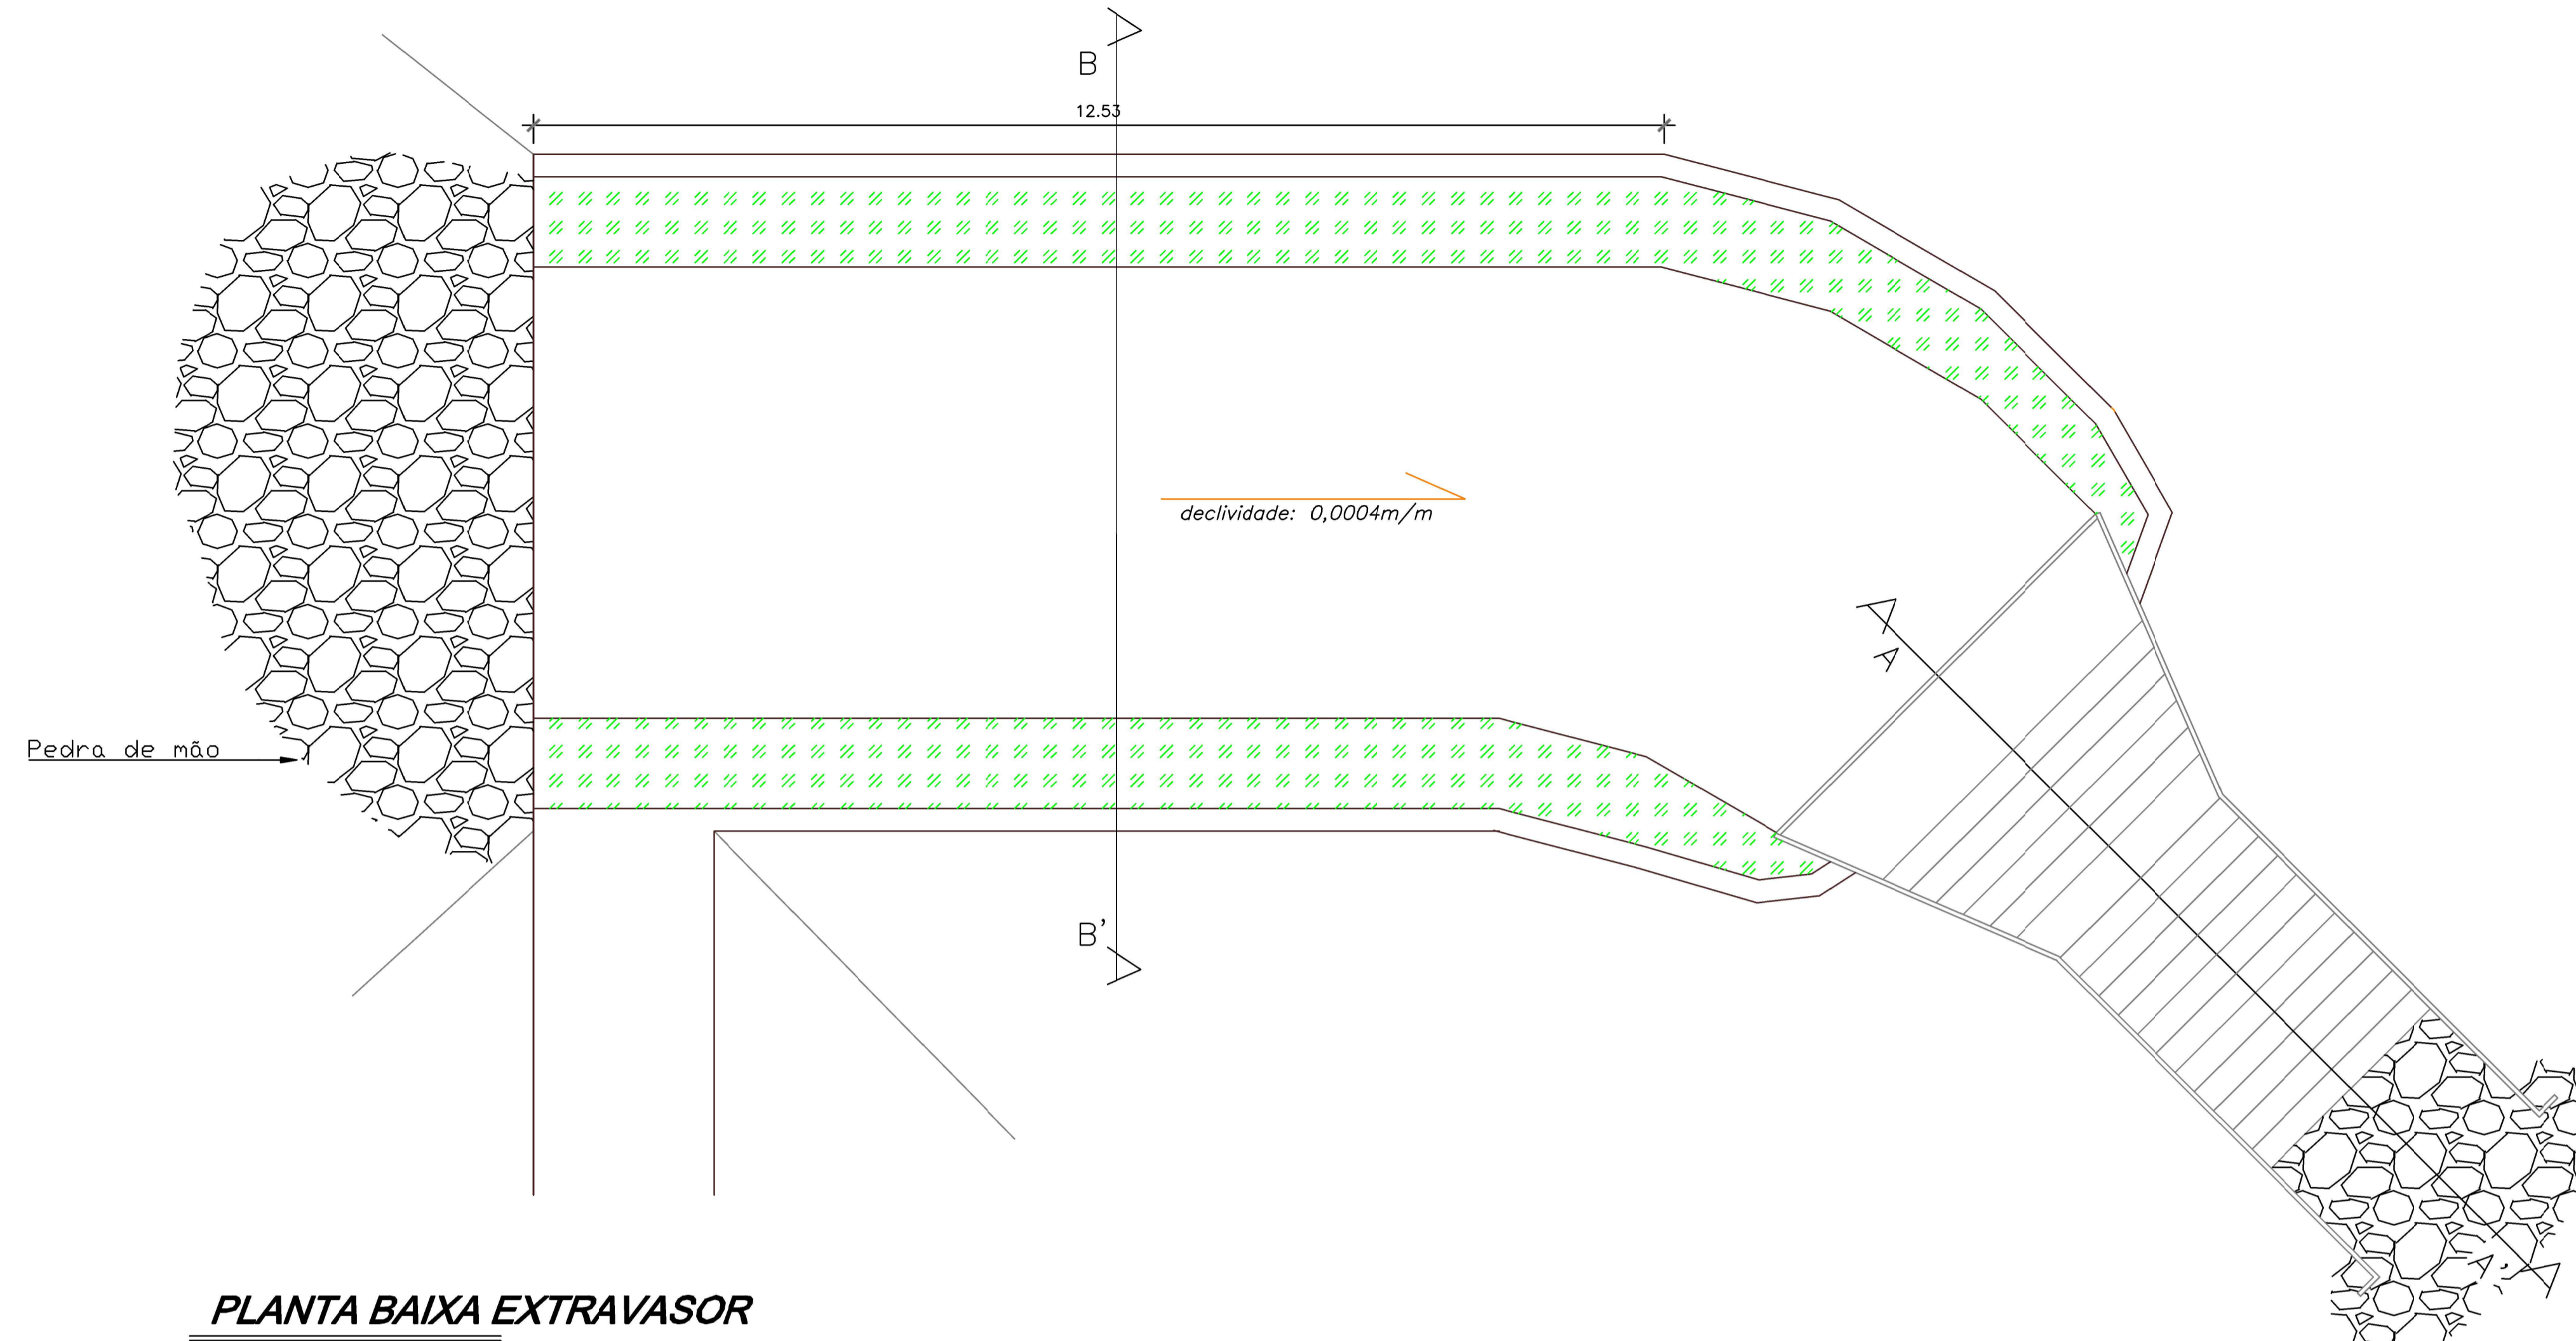 B
12.53
declividade: 0,0004m/m
A
Pedra de mão
B'
A'
PLANTA BAIXA EXTRAVASOR